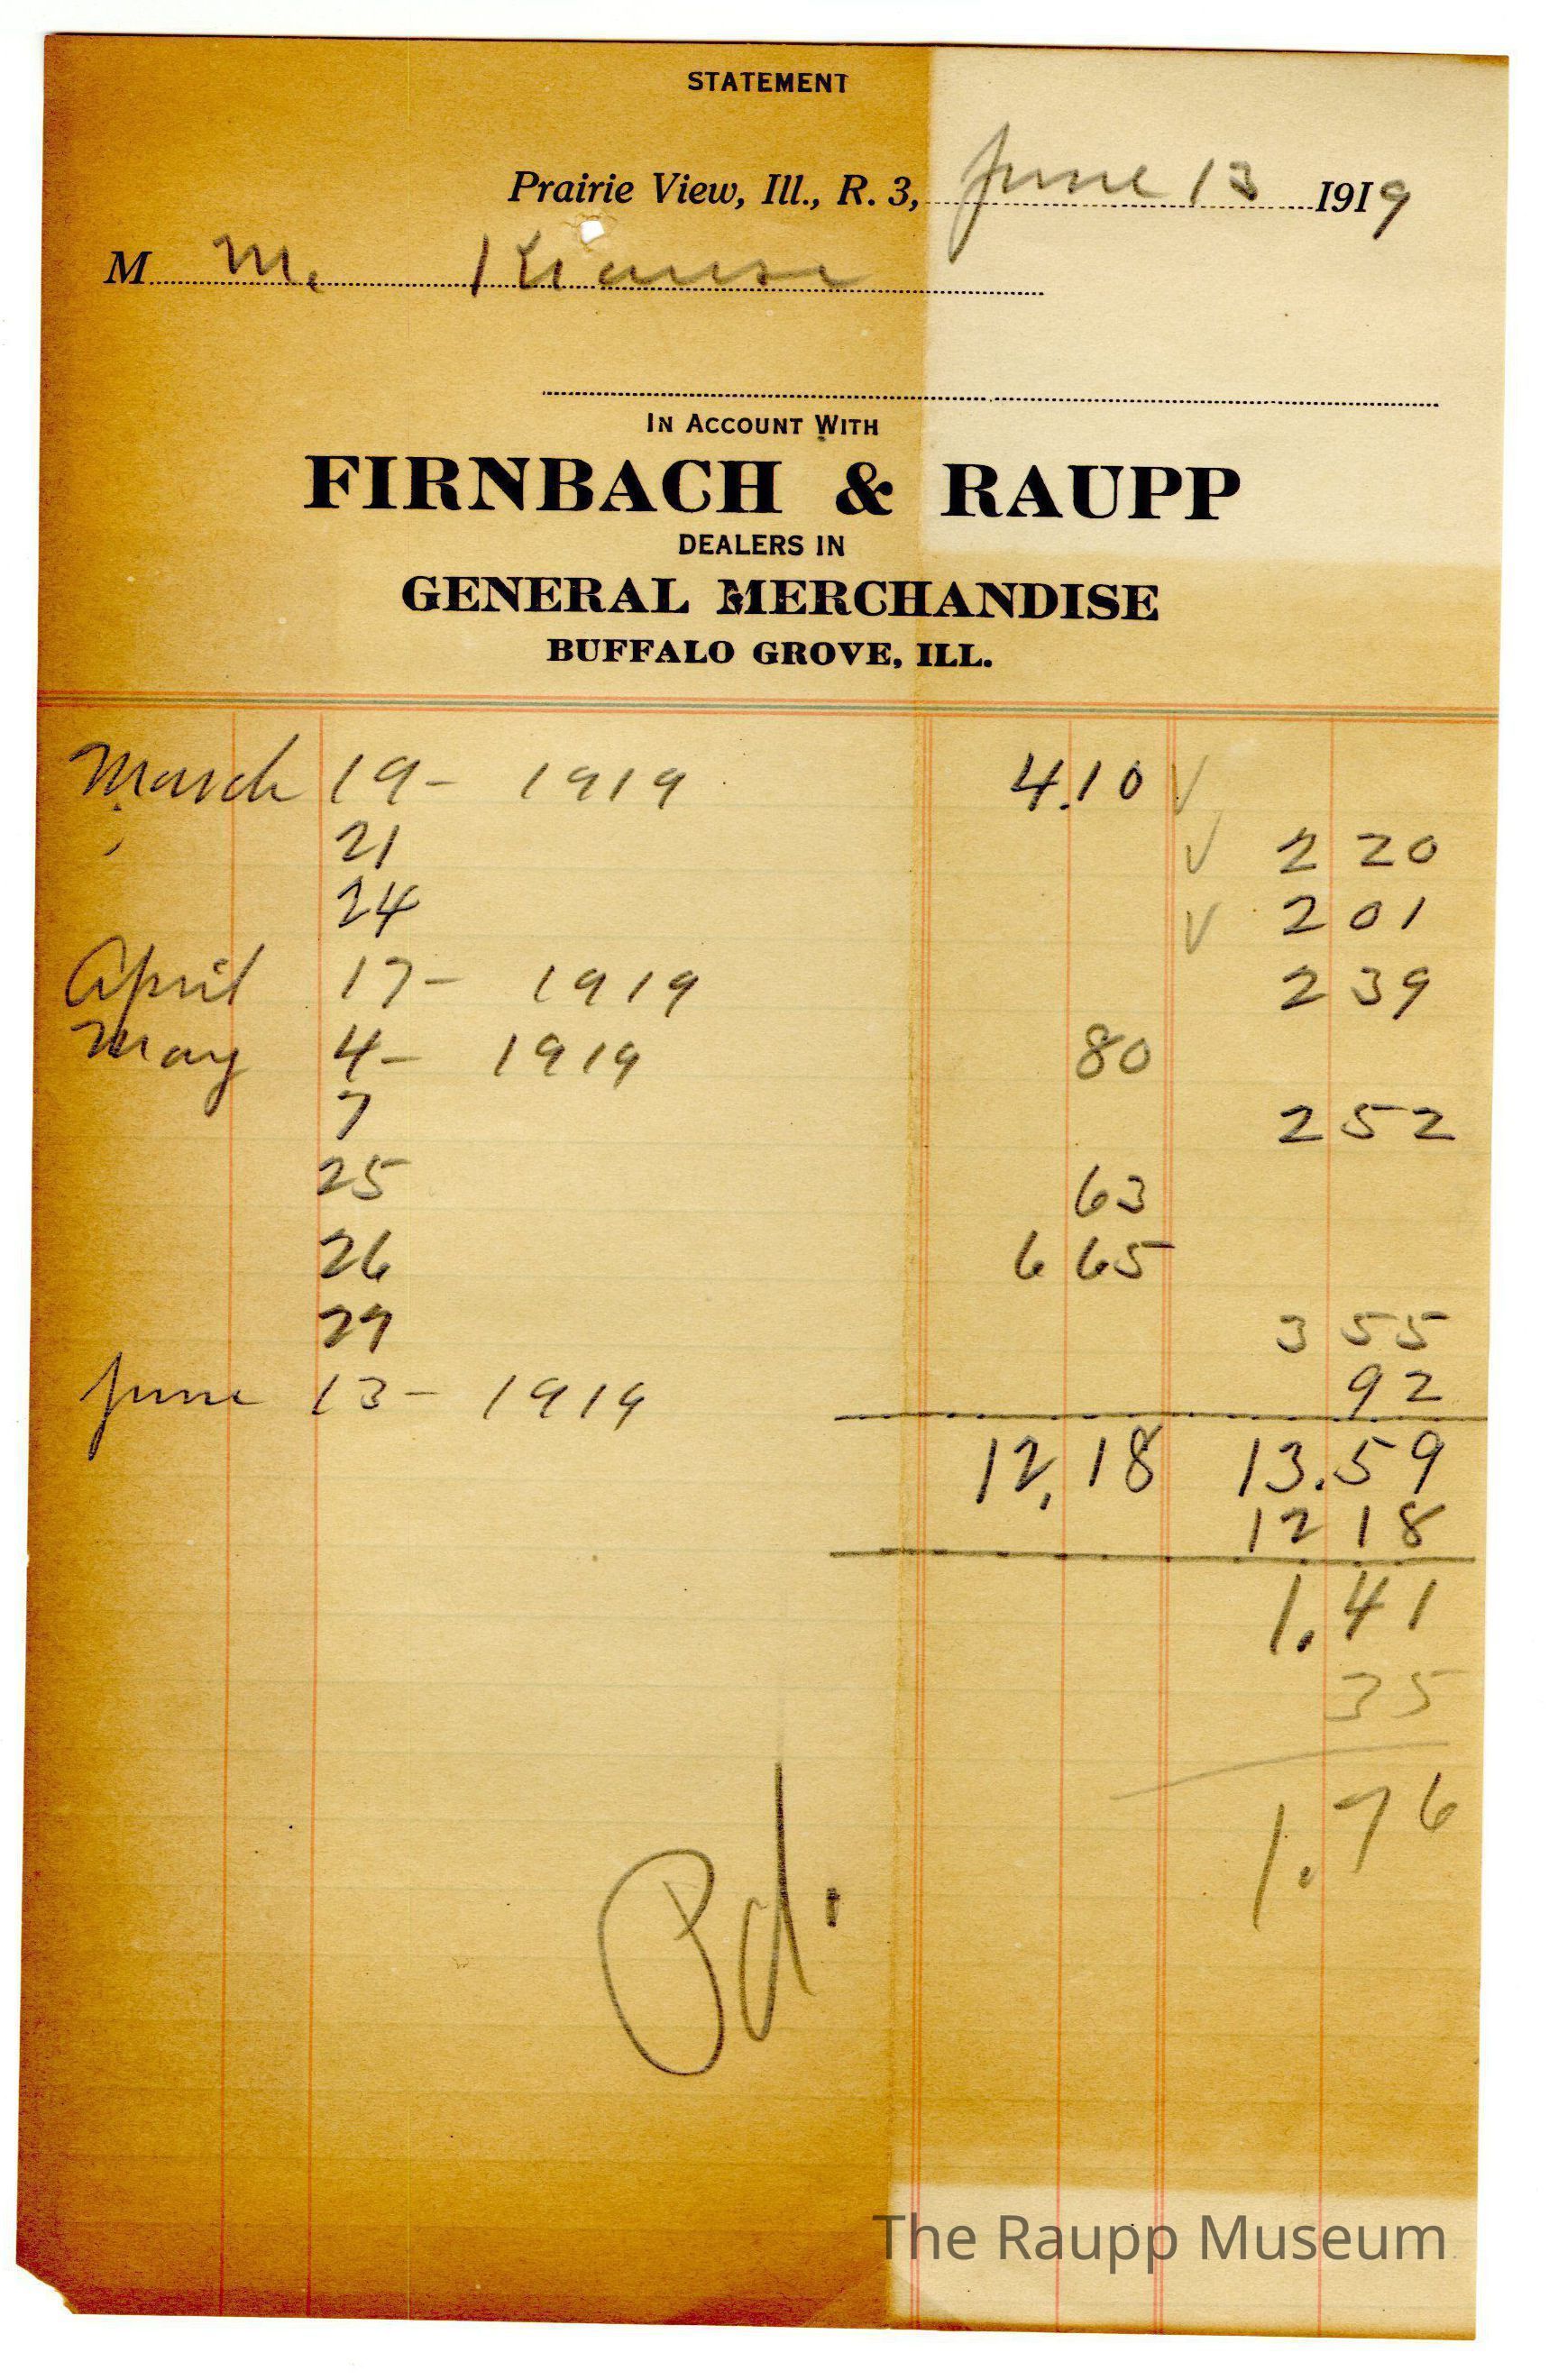 STATEMENT
Prairie View, Ill., R. 3, June 13 1919
M M. Krause
IN ACCOUNT WITH
FIRNBACH & RAUPP
DEALERS IN
GENERAL MERCHANDISE
BUFFALO GROVE, ILL.
March 19 - 1919 4.10 ✓
21 ✓ 2 20
24 ✓ 2 01
April 17 - 1919 2 39
May 4 - 1919 80
7 2 52
25 63
26 6 65
29 3 55
June 13 - 1919 92
12.18 13.59
12 18
1.41
35
1.76
Pd.
The Raupp Museum